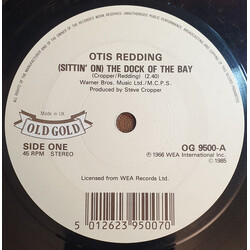 OTIS REDDING
(SITTIN' ON) THE DOCK OF THE BAY
(Cropper/Redding) (2.40)
Warner Bros. Music Ltd./M.C.P.S.
Produced by Steve Cropper
Made in UK
OLD GOLD
SIDE ONE
45 RPM STEREO
OG 9500-A
℗ 1966 WEA International Inc.
© 1985
Licensed from WEA Records Ltd.
5 012623 950070